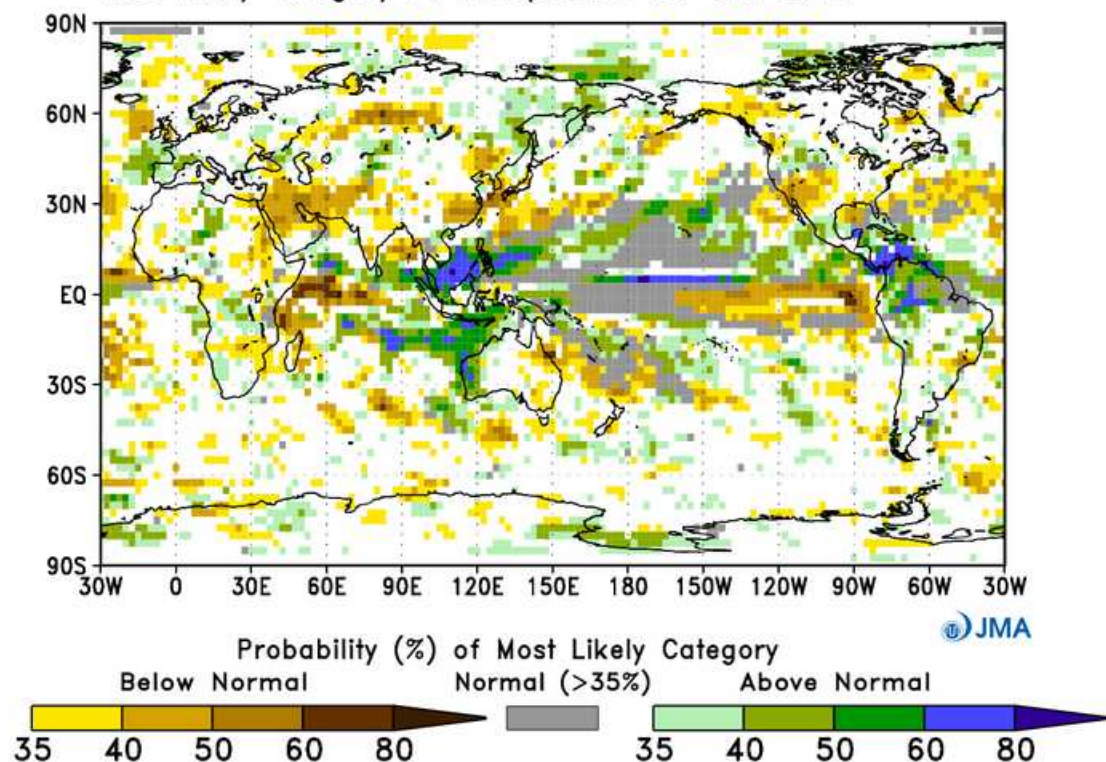 90N
60N
30N
EQ
30S
60S
90S
30W 0 30E 60E 90E 120E 150E 180 150W 120W 90W 60W 30W
JMA
Probability (%) of Most Likely Category
Below Normal Normal (>35%) Above Normal
35 40 50 60 80 35 40 50 60 80